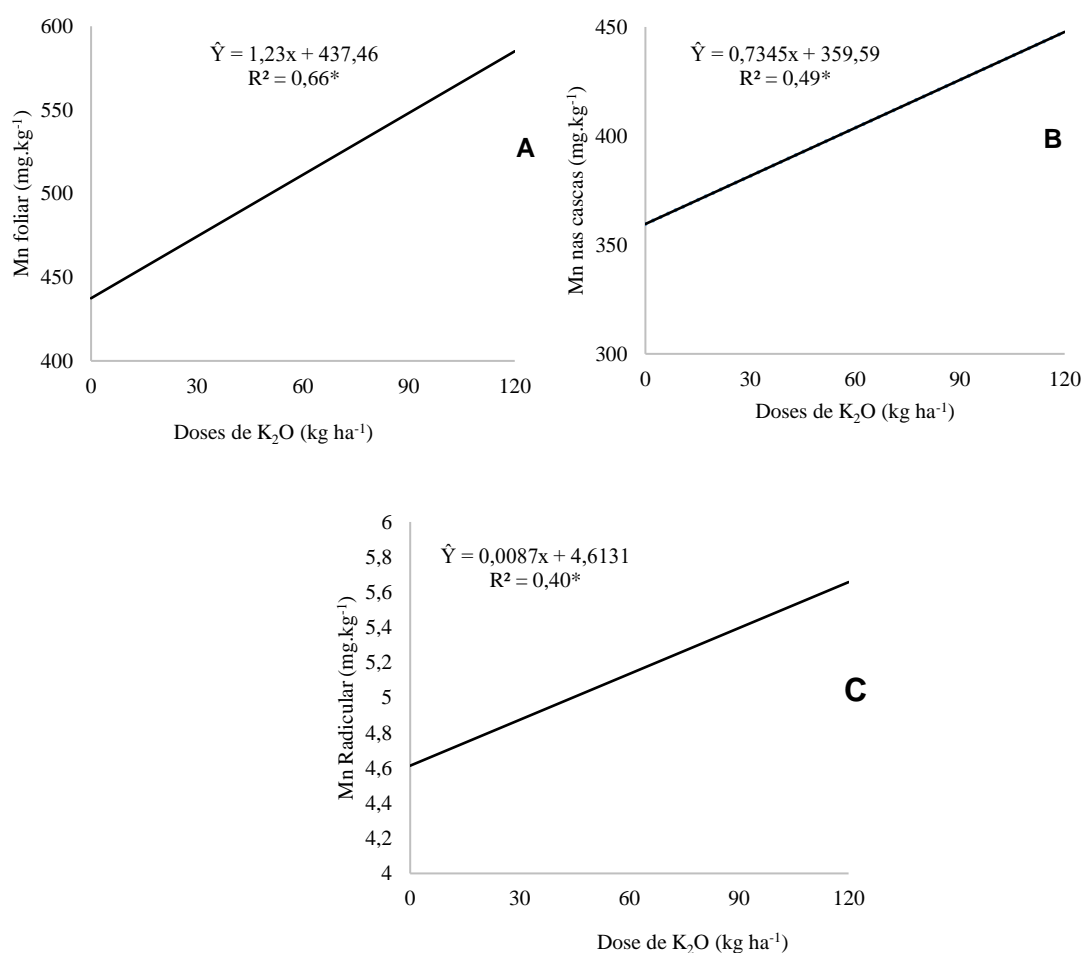 Ŷ = 1,23x + 437,46
R² = 0,66*
Mn foliar (mg.kg⁻¹)
600
550
500
450
400
0 30 60 90 120
Doses de K₂O (kg ha⁻¹)
A
Ŷ = 0,7345x + 359,59
R² = 0,49*
Mn nas cascas (mg.kg⁻¹)
450
400
350
300
0 30 60 90 120
Doses de K₂O (kg ha⁻¹)
B
Ŷ = 0,0087x + 4,6131
R² = 0,40*
Mn Radicular (mg.kg⁻¹)
6
5,8
5,6
5,4
5,2
5
4,8
4,6
4,4
4,2
4
0 30 60 90 120
Dose de K₂O (kg ha⁻¹)
C